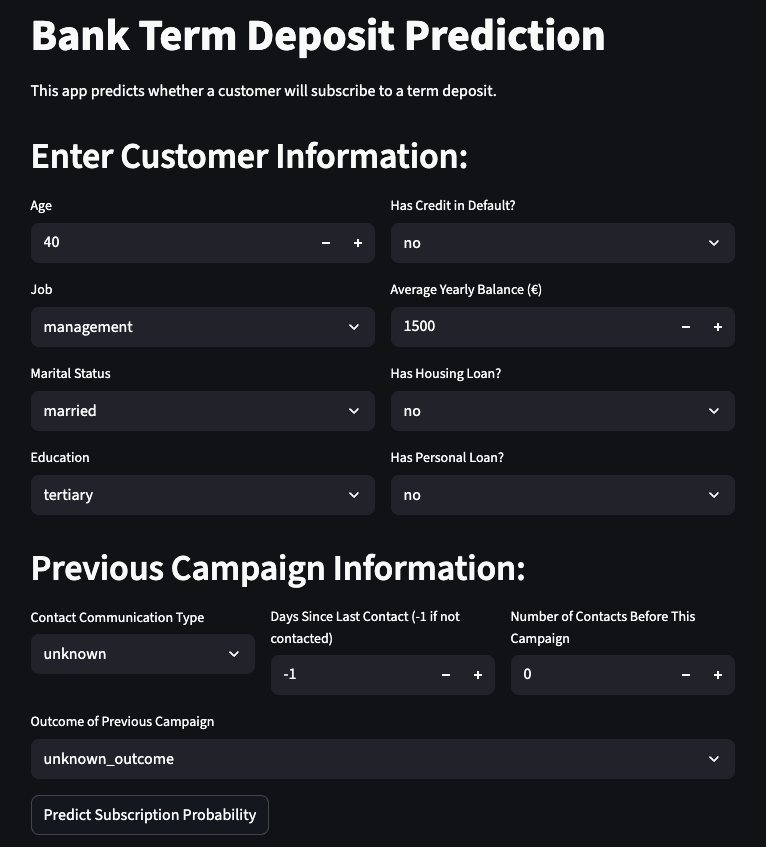 Bank Term Deposit Prediction
This app predicts whether a customer will subscribe to a term deposit.
Enter Customer Information:
Age
40
Has Credit in Default?
no
Job
management
Average Yearly Balance (€)
1500
Marital Status
married
Has Housing Loan?
no
Education
tertiary
Has Personal Loan?
no
Previous Campaign Information:
Contact Communication Type
unknown
Days Since Last Contact (-1 if not
contacted)
-1
Number of Contacts Before This
Campaign
0
Outcome of Previous Campaign
unknown_outcome
Predict Subscription Probability